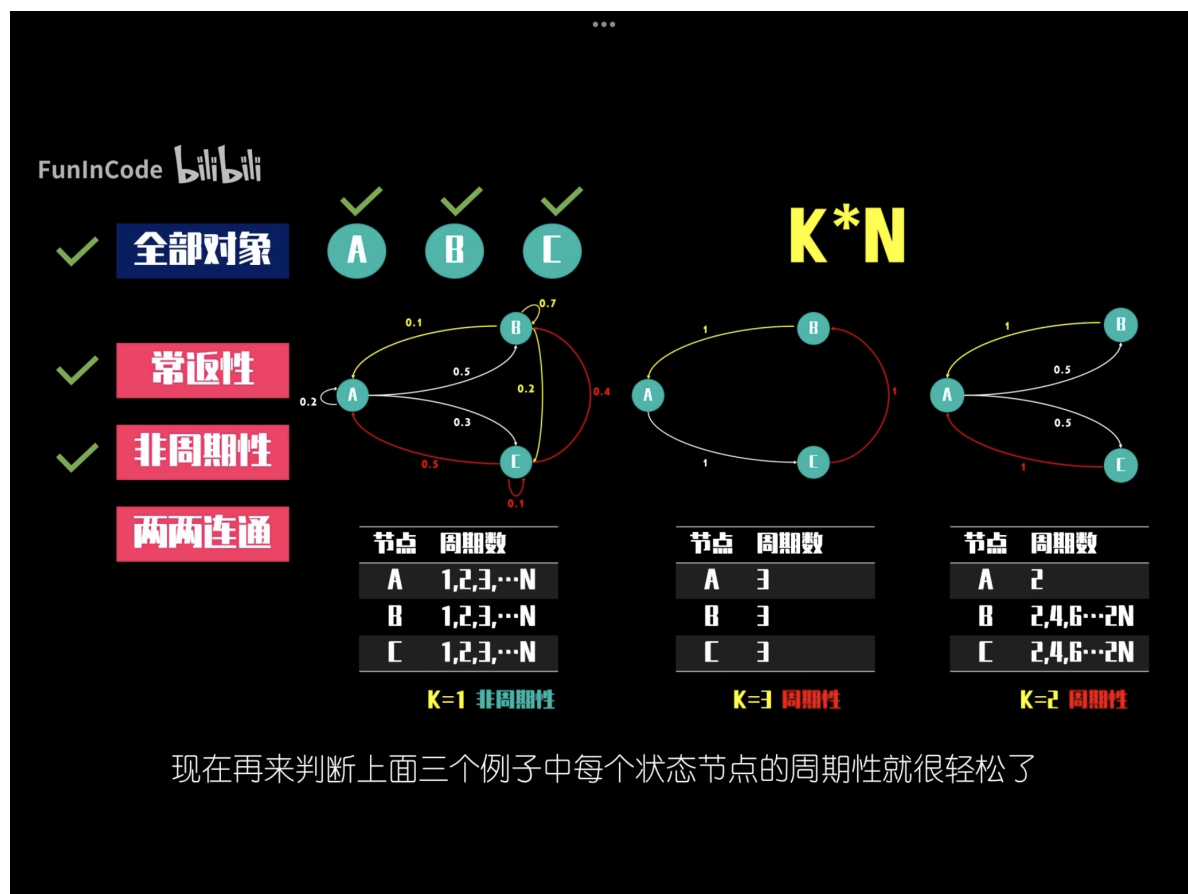 FunInCode bilibili
全部对象
A B C
K*N
常返性
非周期性
两两连通
0.7
B
0.1
0.5
0.2
0.4
A
0.2
0.3
C
0.5
0.1
B
1
A
1
1
C
B
1
0.5
A
0.5
1
C
节点 周期数
A 1,2,3,…N
B 1,2,3,…N
C 1,2,3,…N
K=1 非周期性
节点 周期数
A 3
B 3
C 3
K=3 周期性
节点 周期数
A 2
B 2,4,6…2N
C 2,4,6…2N
K=2 周期性
现在再来判断上面三个例子中每个状态节点的周期性就很轻松了